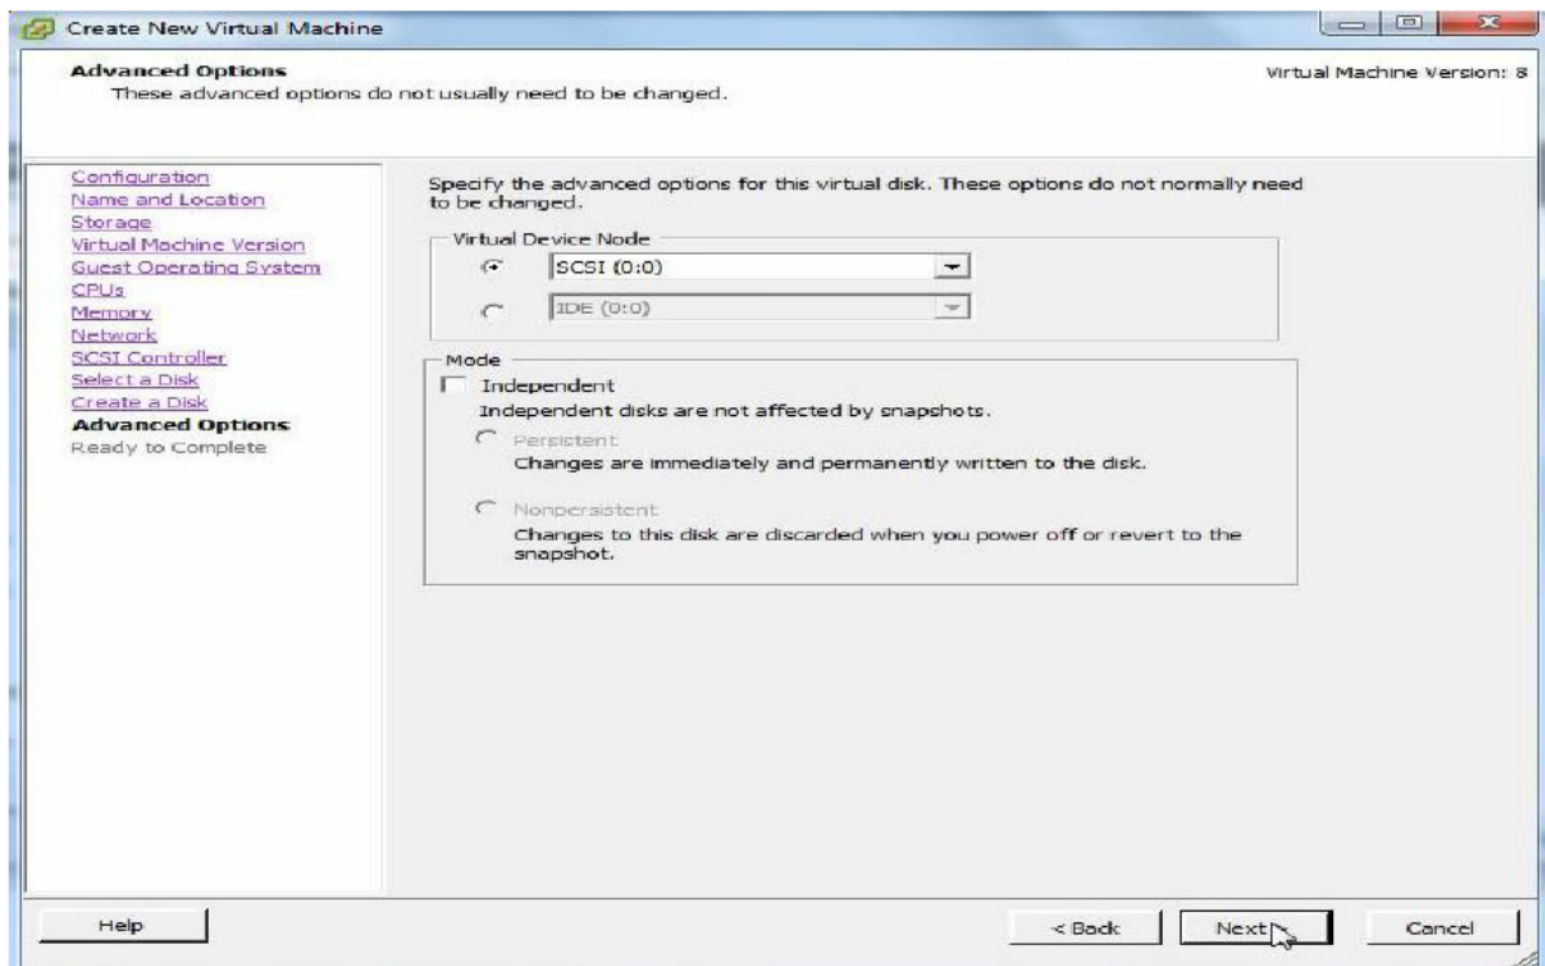 Create New Virtual Machine
Advanced Options
Virtual Machine Version: 8
These advanced options do not usually need to be changed.
Configuration
Name and Location
Storage
Virtual Machine Version
Guest Operating System
CPUs
Memory
Network
SCSI Controller
Select a Disk
Create a Disk
Advanced Options
Ready to Complete
Specify the advanced options for this virtual disk. These options do not normally need
to be changed.
Virtual Device Node
SCSI (0:0)
IDE (0:0)
Mode
Independent
Independent disks are not affected by snapshots.
Persistent
Changes are immediately and permanently written to the disk.
Nonpersistent
Changes to this disk are discarded when you power off or revert to the
snapshot.
Help
< Back
Next >
Cancel